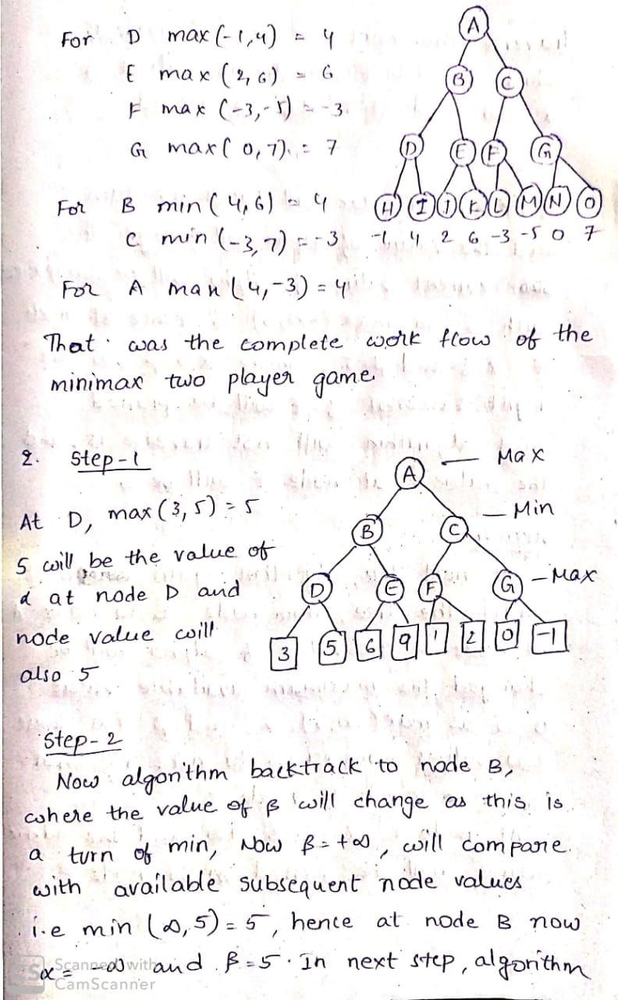 For D max(-1,4) = 4
E max (2,6) = 6
F max (-3,-5) = -3
G max( 0,7) = 7
For B min (4,6) = 4
C min (-3,7) = -3
For A max (4,-3) = 4
A
B C
D E F G
H I J K L M N O
-1 4 2 6 -3 -5 0 7
That was the complete work flow of the
minimax two player game
2. Step-1
At D, max (3,5) = 5
5 will be the value of
α at node D and
node value will
also 5
A — Max
B C — Min
D E F G - Max
3 5 6 9 1 2 0 -1
Step-2
Now algorithm backtrack to node B,
where the value of β will change as this is
a turn of min, Now β = +∞, will compare
with available subsequent node values
i.e min (∞, 5) = 5, hence at node B now
α = -∞ and β = 5. In next step, algorithm
CS Scanned with
CamScanner